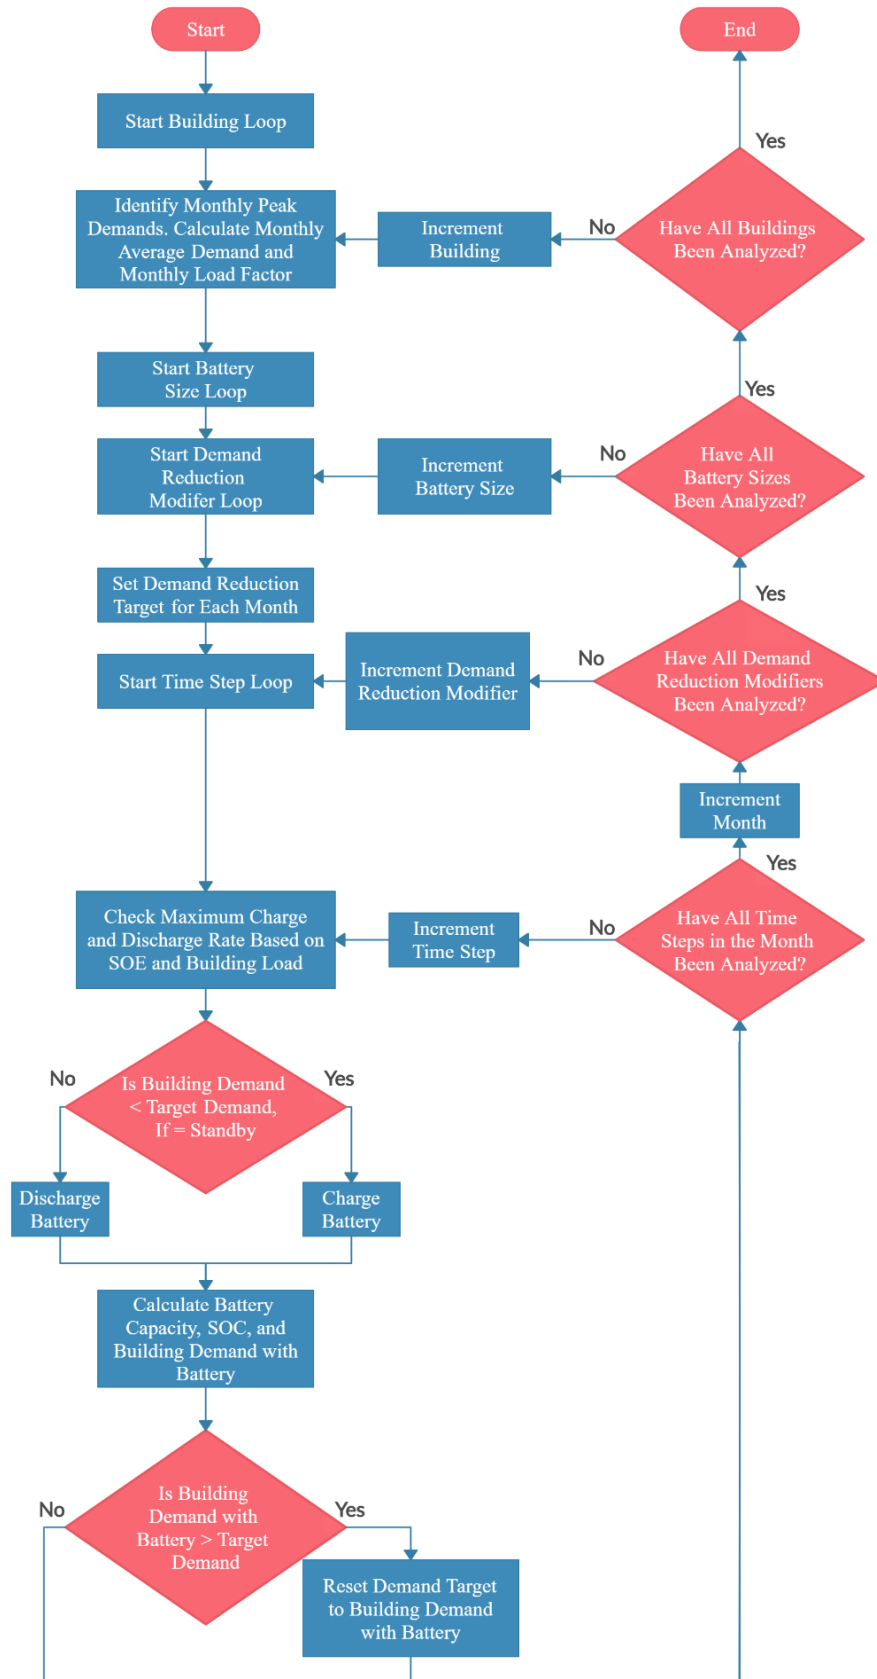 Start
End
Start Building Loop
Yes
Identify Monthly Peak
Demands. Calculate Monthly
Average Demand and
Monthly Load Factor
Increment
Building
No
Have All Buildings
Been Analyzed?
Start Battery
Size Loop
Yes
Start Demand
Reduction
Modifer Loop
Increment
Battery Size
No
Have All
Battery Sizes
Been Analyzed?
Set Demand Reduction
Target for Each Month
Yes
Start Time Step Loop
Increment Demand
Reduction Modifier
No
Have All Demand
Reduction Modifiers
Been Analyzed?
Increment
Month
Yes
Check Maximum Charge
and Discharge Rate Based on
SOE and Building Load
Increment
Time Step
No
Have All Time
Steps in the Month
Been Analyzed?
No
Is Building Demand
< Target Demand,
If = Standby
Yes
Discharge
Battery
Charge
Battery
Calculate Battery
Capacity, SOC, and
Building Demand with
Battery
No
Is Building
Demand with
Battery > Target
Demand
Yes
Reset Demand Target
to Building Demand
with Battery